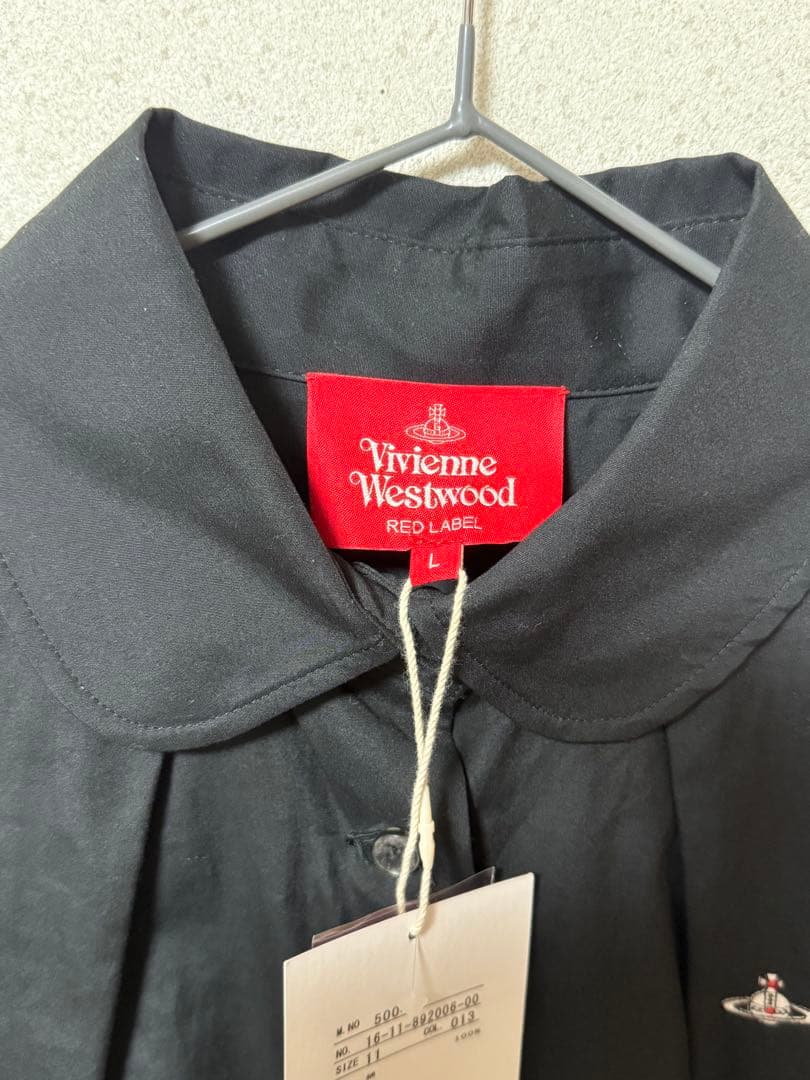 Vivienne
Westwood
RED LABEL
L
M.NO 500-
NO. 16-11-892006-00
SIZE 11 COL 013
100%